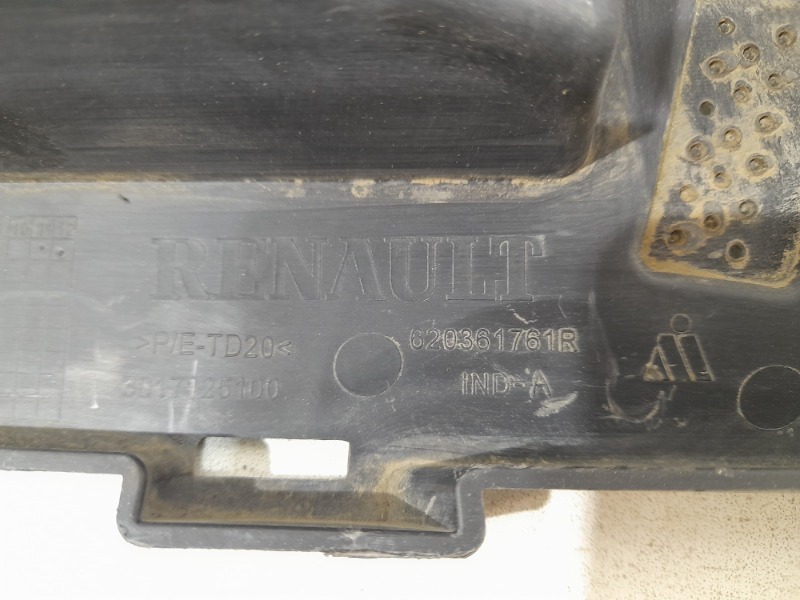 RENAULT
>P/E-TD20<
620361761R
IND-A